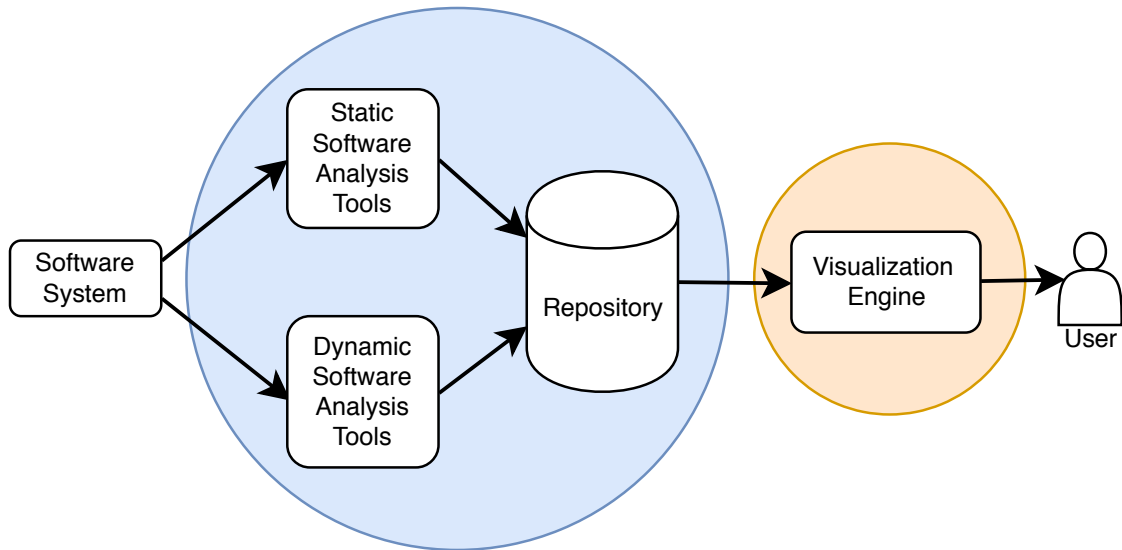 Software
System
Static
Software
Analysis
Tools
Dynamic
Software
Analysis
Tools
Repository
Visualization
Engine
User